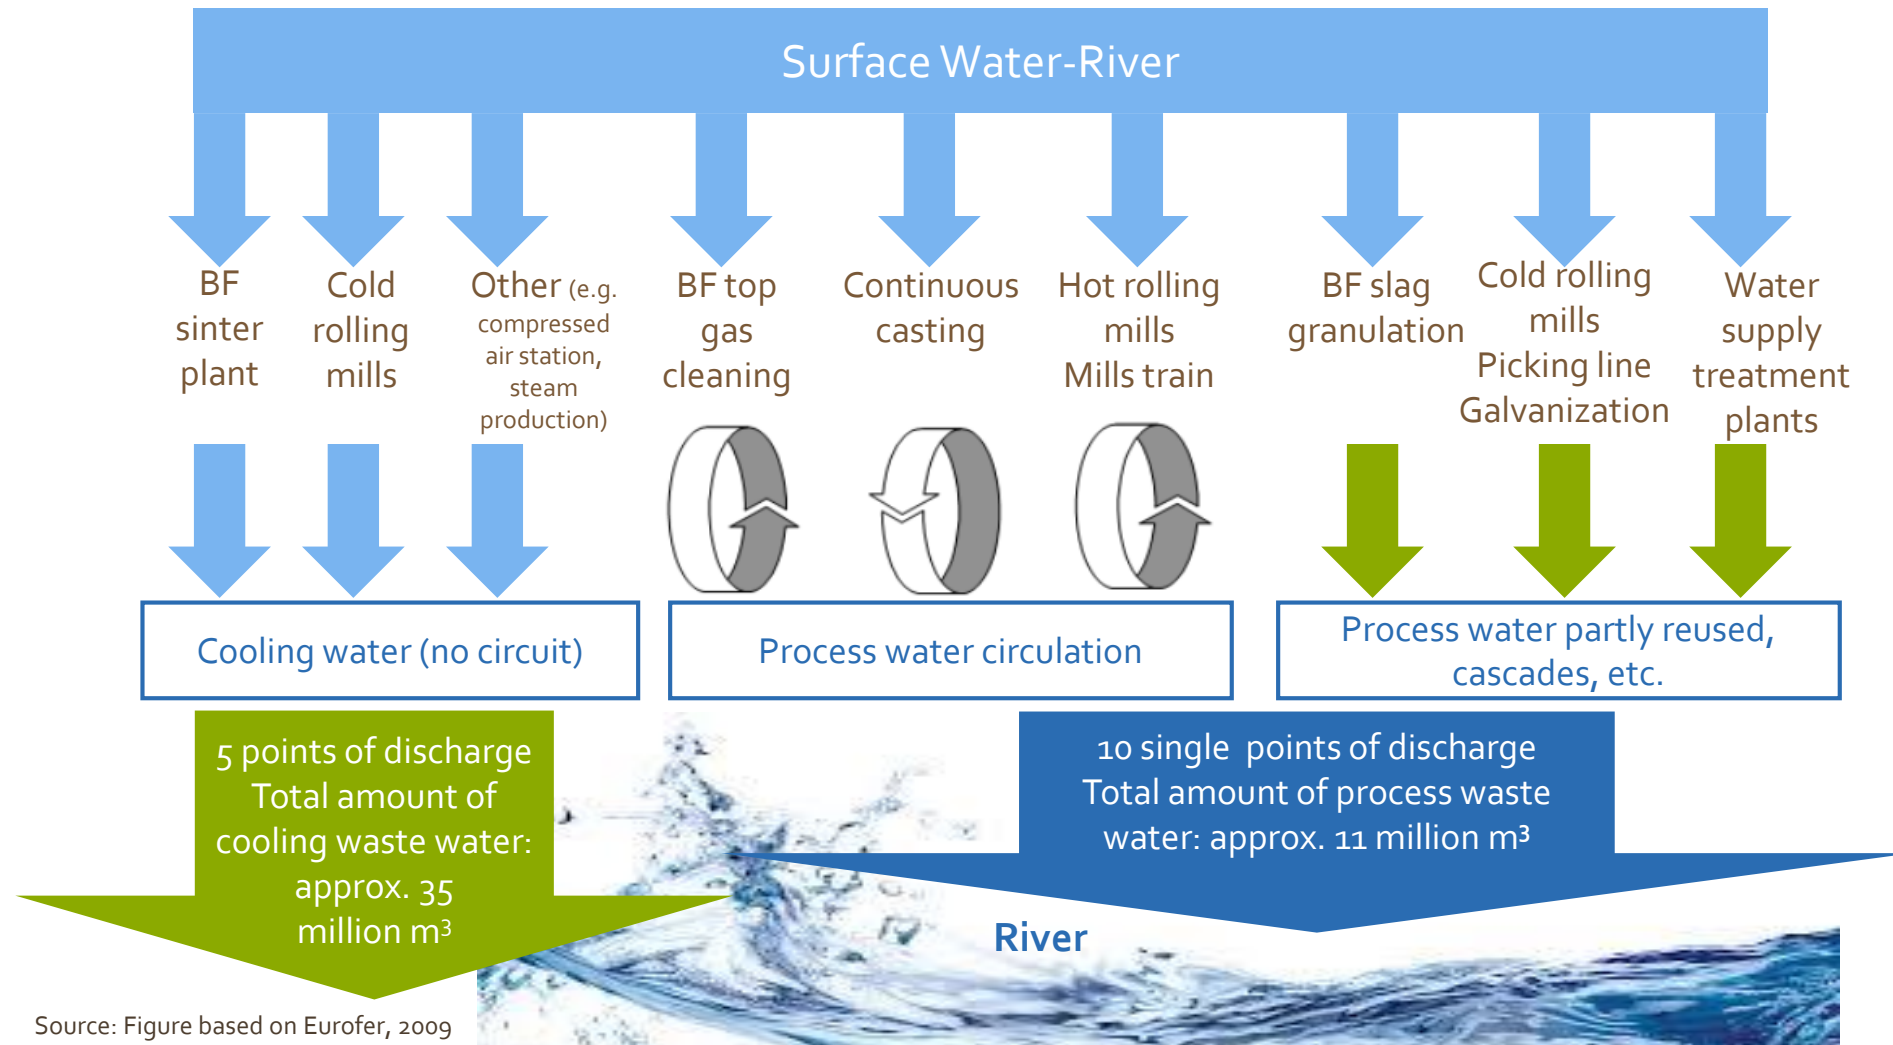 Surface Water-River
BF
sinter
plant
Cold
rolling
mills
Other (e.g.
compressed
air station,
steam
production)
BF top
gas
cleaning
Continuous
casting
Hot rolling
mills
Mills train
BF slag
granulation
Cold rolling
mills
Picking line
Galvanization
Water
supply
treatment
plants
Cooling water (no circuit)
Process water circulation
Process water partly reused,
cascades, etc.
5 points of discharge
Total amount of
cooling waste water:
approx. 35
million m³
10 single points of discharge
Total amount of process waste
water: approx. 11 million m³
River
Source: Figure based on Eurofer, 2009